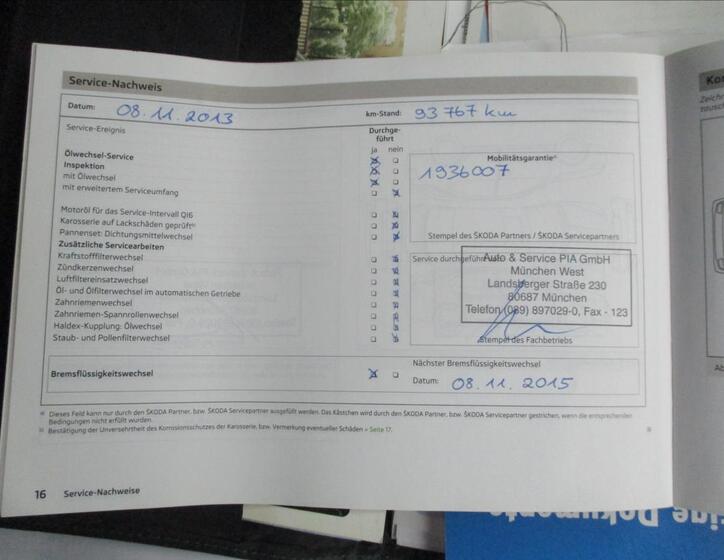 Service-Nachweis
Datum: 08.11.2013 km-Stand: 93 767 km
Service-Ereignis Durchge-
führt
ja nein
Ölwechsel-Service
Inspektion
mit Ölwechsel
mit erweitertem Serviceumfang
Mobilitätsgarantie
1936007
Motoröl für das Service-Intervall QI6
Karosserie auf Lackschäden geprüft
Pannenset: Dichtungsmittelwechsel
Stempel des ŠKODA Partners / ŠKODA Servicepartners
Zusätzliche Servicearbeiten
Kraftstofffilterwechsel
Zündkerzenwechsel
Luftfiltereinsatzwechsel
Öl- und Ölfilterwechsel im automatischen Getriebe
Zahnriemenwechsel
Zahnriemen-Spannrollenwechsel
Haldex-Kupplung: Ölwechsel
Staub- und Pollenfilterwechsel
Service durchgeführt
Auto & Service PIA GmbH
München West
Landsberger Straße 230
80687 München
Telefon (089) 897029-0, Fax - 123
Stempel des Fachbetriebs
Bremsflüssigkeitswechsel
Nächster Bremsflüssigkeitswechsel
Datum: 08.11.2015
Dieses Feld kann nur durch den ŠKODA Partner, bzw. ŠKODA Servicepartner ausgefüllt werden. Das Kästchen wird durch den ŠKODA Partner, bzw. ŠKODA Servicepartner gestrichen, wenn die entsprechenden
Bedingungen nicht erfüllt wurden.
Bestätigung der Unversehrtheit des Korrosionsschutzes der Karosserie, bzw. Vermerkung eventueller Schäden » Seite 17.
16 Service-Nachweise
Dokumente